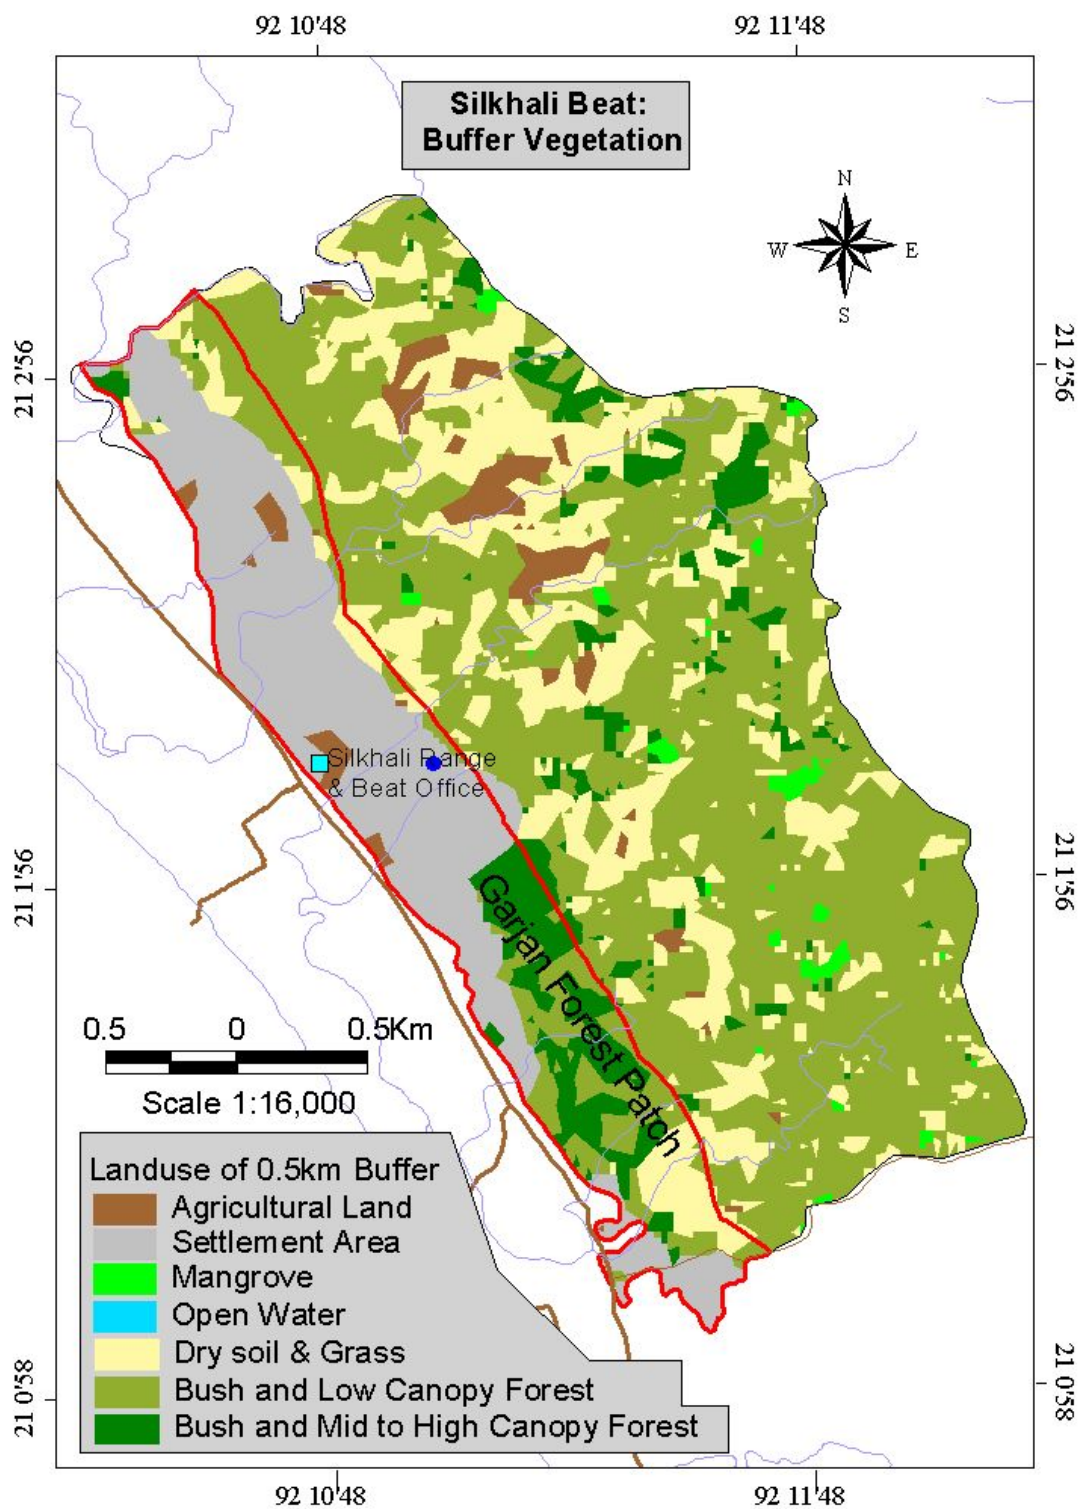 92 10'48
92 11'48
Silkhali Beat:
Buffer Vegetation
N
W
E
S
21 2'56
21 2'56
Silkhali Range
& Beat Office
21 1'56
21 1'56
Garjan Forest Patch
0.5 0 0.5Km
Scale 1:16,000
Landuse of 0.5km Buffer
Agricultural Land
Settlement Area
Mangrove
Open Water
Dry soil & Grass
Bush and Low Canopy Forest
Bush and Mid to High Canopy Forest
21 0'58
21 0'58
92 10'48
92 11'48